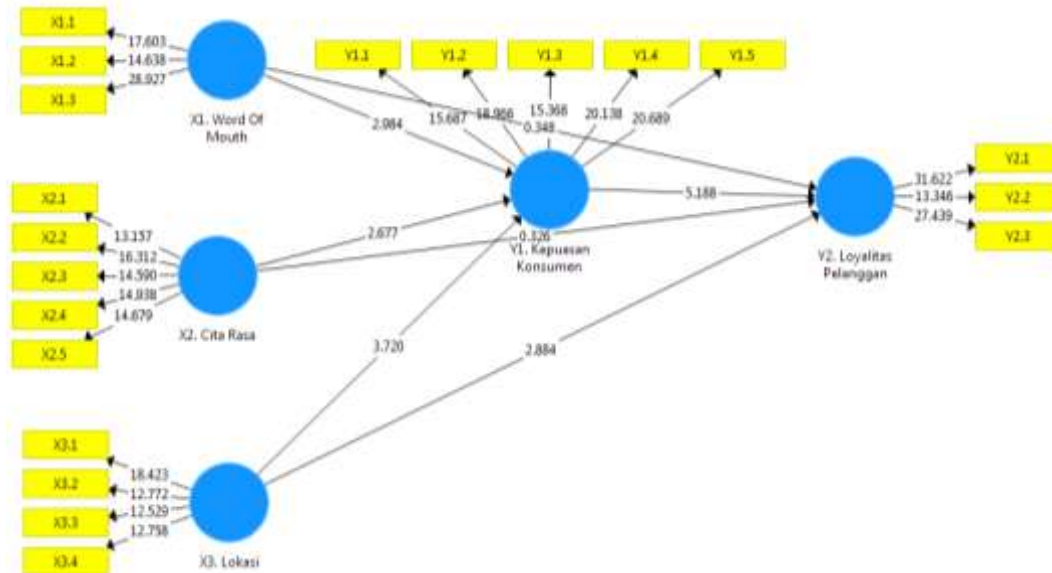 X1.1
X1.2
X1.3
17.603
14.638
28.927
X1. Word Of
Mouth
Y1.1
Y1.2
Y1.3
Y1.4
Y1.5
15.687
18.966
15.368
20.138
20.689
2.984
0.348
X2.1
X2.2
X2.3
X2.4
X2.5
13.157
16.312
14.590
14.938
14.679
X2. Cita Rasa
2.677
0.326
Y1. Kepuasan
Konsumen
5.188
Y2.1
Y2.2
Y2.3
31.622
13.346
27.439
Y2. Loyalitas
Pelanggan
3.720
2.884
X3.1
X3.2
X3.3
X3.4
18.423
12.772
12.529
12.758
X3. Lokasi